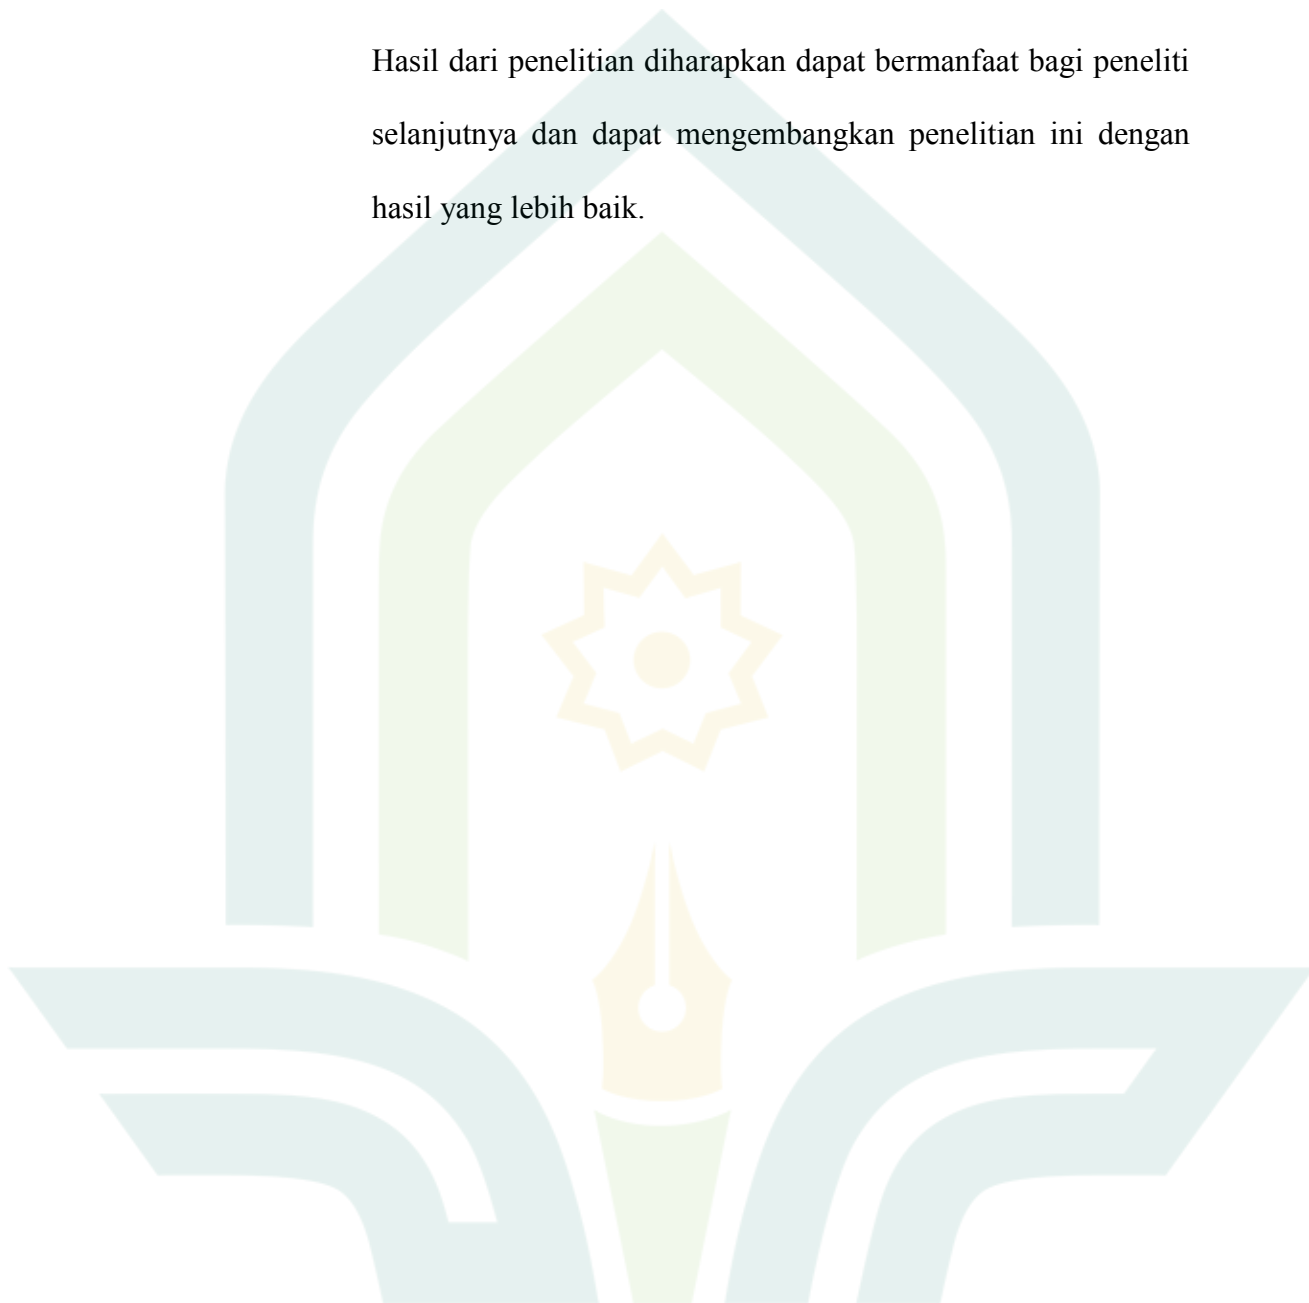 Hasil dari penelitian diharapkan dapat bermanfaat bagi peneliti
selanjutnya dan dapat mengembangkan penelitian ini dengan
hasil yang lebih baik.